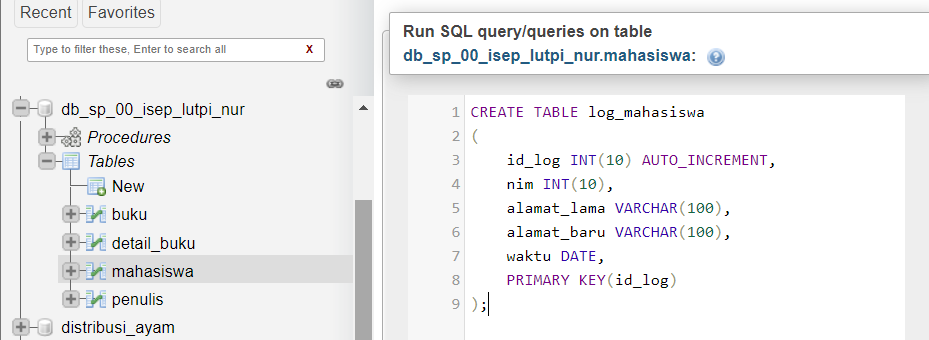 Recent Favorites
Type to filter these, Enter to search all X
db_sp_00_isep_lutpi_nur
Procedures
Tables
New
buku
detail_buku
mahasiswa
penulis
distribusi_ayam
Run SQL query/queries on table
db_sp_00_isep_lutpi_nur.mahasiswa:
1 CREATE TABLE log_mahasiswa
2 (
3 id_log INT(10) AUTO_INCREMENT,
4 nim INT(10),
5 alamat_lama VARCHAR(100),
6 alamat_baru VARCHAR(100),
7 waktu DATE,
8 PRIMARY KEY(id_log)
9 );